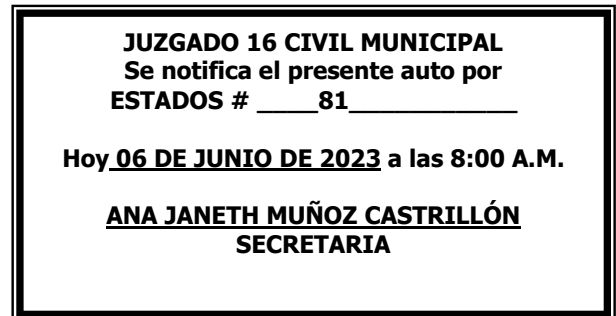 JUZGADO 16 CIVIL MUNICIPAL
Se notifica el presente auto por
ESTADOS # ____81___________
Hoy 06 DE JUNIO DE 2023 a las 8:00 A.M.
ANA JANETH MUÑOZ CASTRILLÓN
SECRETARIA